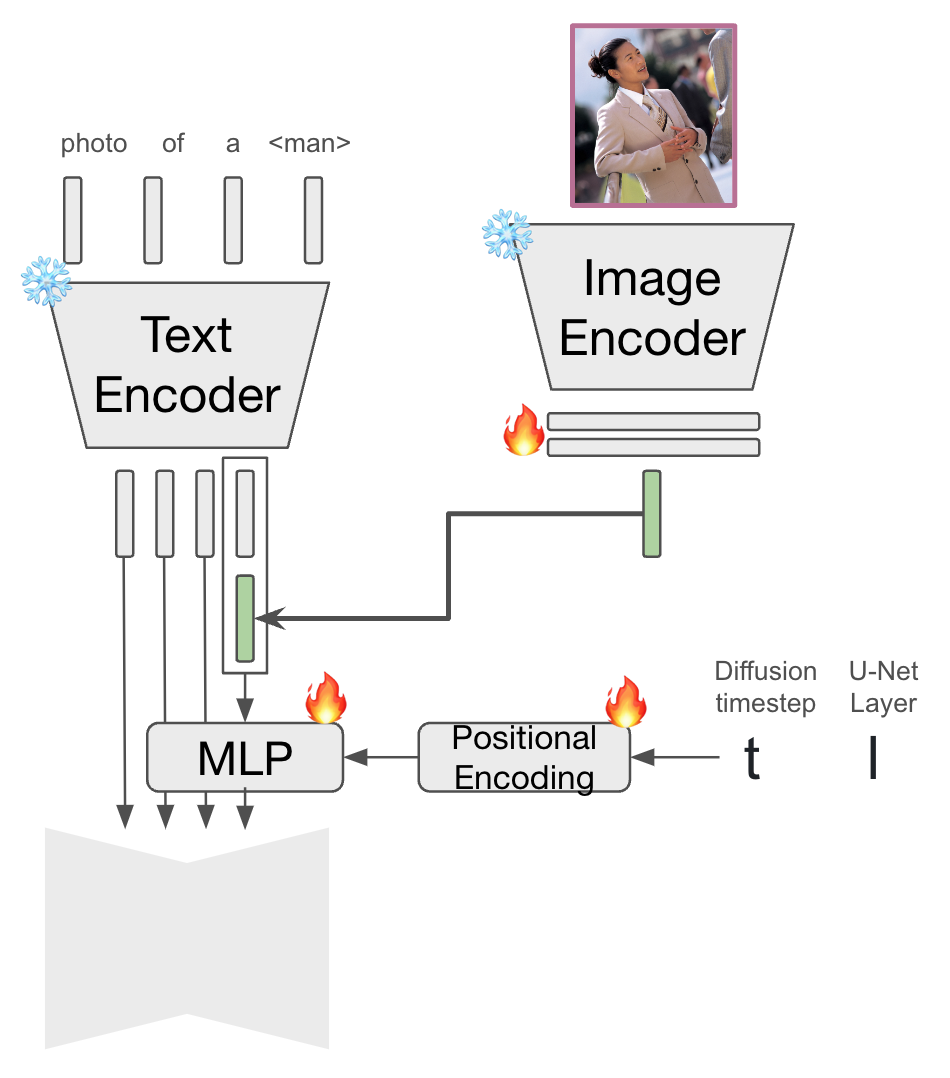 photo of a <man>
Text
Encoder
Image
Encoder
Diffusion
timestep
U-Net
Layer
t
l
MLP
Positional
Encoding